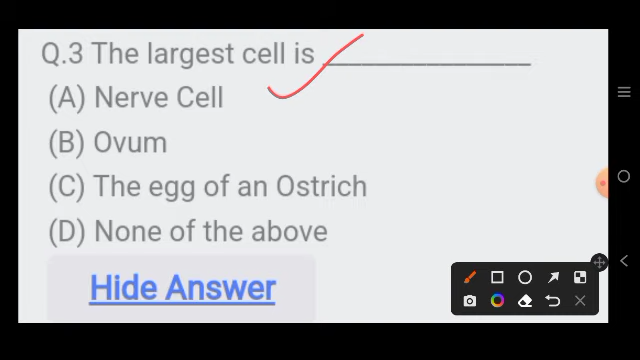 Q.3 The largest cell is ________________
(A) Nerve Cell
(B) Ovum
(C) The egg of an Ostrich
(D) None of the above
Hide Answer